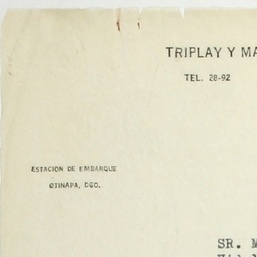 TRIPLAY Y MA
TEL. 28-92
ESTACION DE EMBARQUE
OTINAPA, DGO.
SR. M